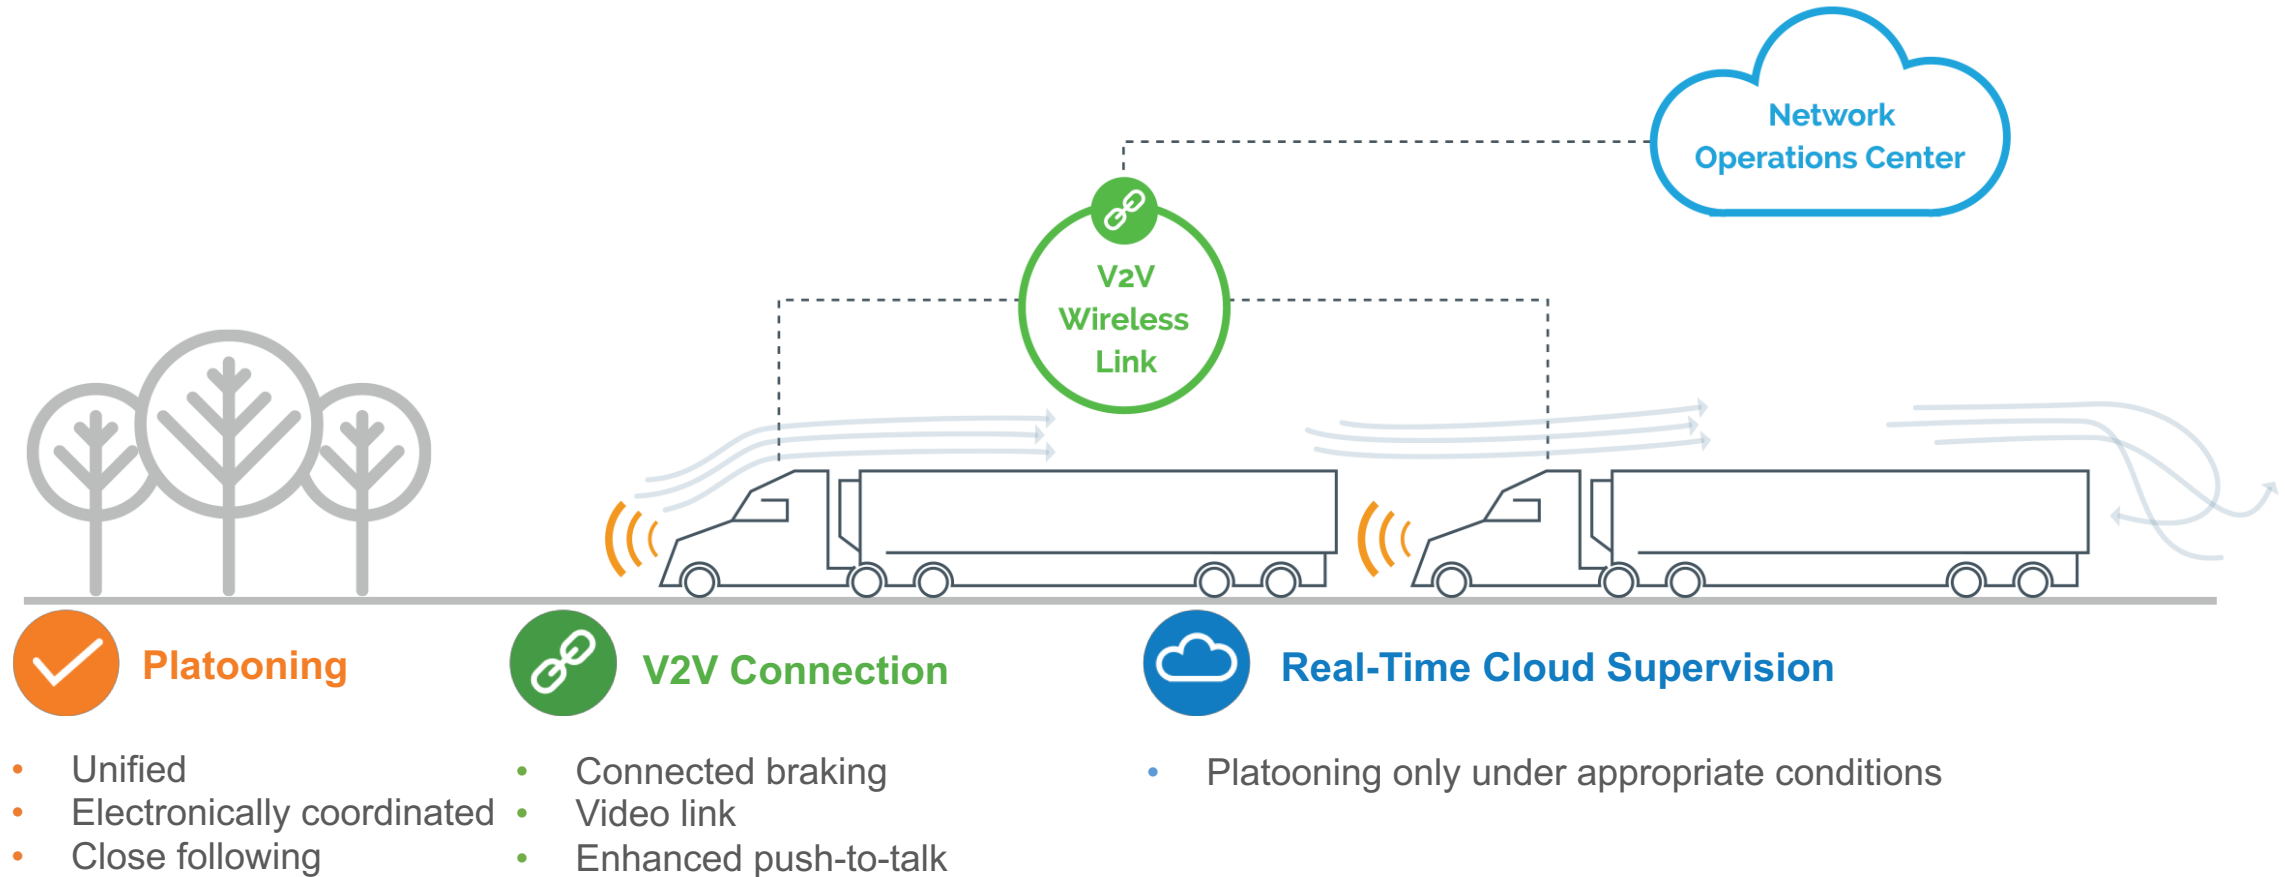 Network
Operations Center
V2V
Wireless
Link
Platooning
Unified
Electronically coordinated
Close following
V2V Connection
Connected braking
Video link
Enhanced push-to-talk
Real-Time Cloud Supervision
Platooning only under appropriate conditions